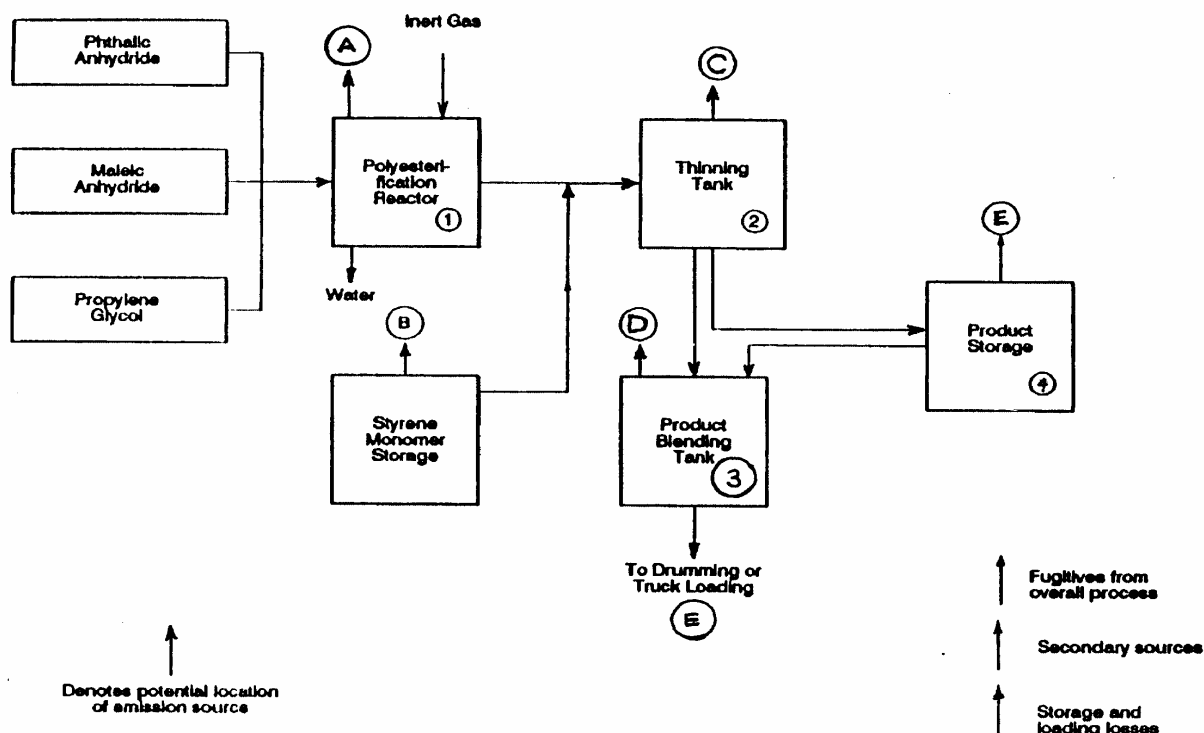 Inert Gas
Phthalic
Anhydride
A
C
Maleic
Anhydride
Polyesteri-
fication
Reactor
1
Thinning
Tank
2
E
Propylene
Glycol
Water
B
D
Product
Storage
4
Styrene
Monomer
Storage
Product
Blending
Tank
3
To Drumming or
Truck Loading
E
Fugitives from
overall process
Secondary sources
Denotes potential location
of emission source
Storage and
loading losses